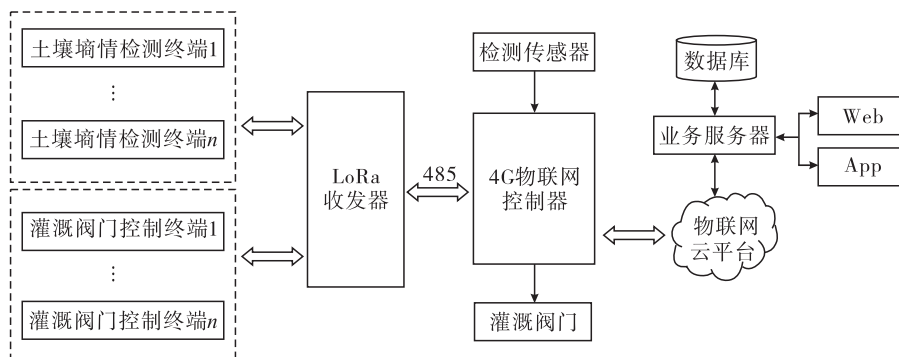 土壤墒情检测终端1
⋮
土壤墒情检测终端n
灌溉阀门控制终端1
⋮
灌溉阀门控制终端n
LoRa
收发器
485
检测传感器
4G物联网
控制器
灌溉阀门
数据库
业务服务器
物联网
云平台
Web
App